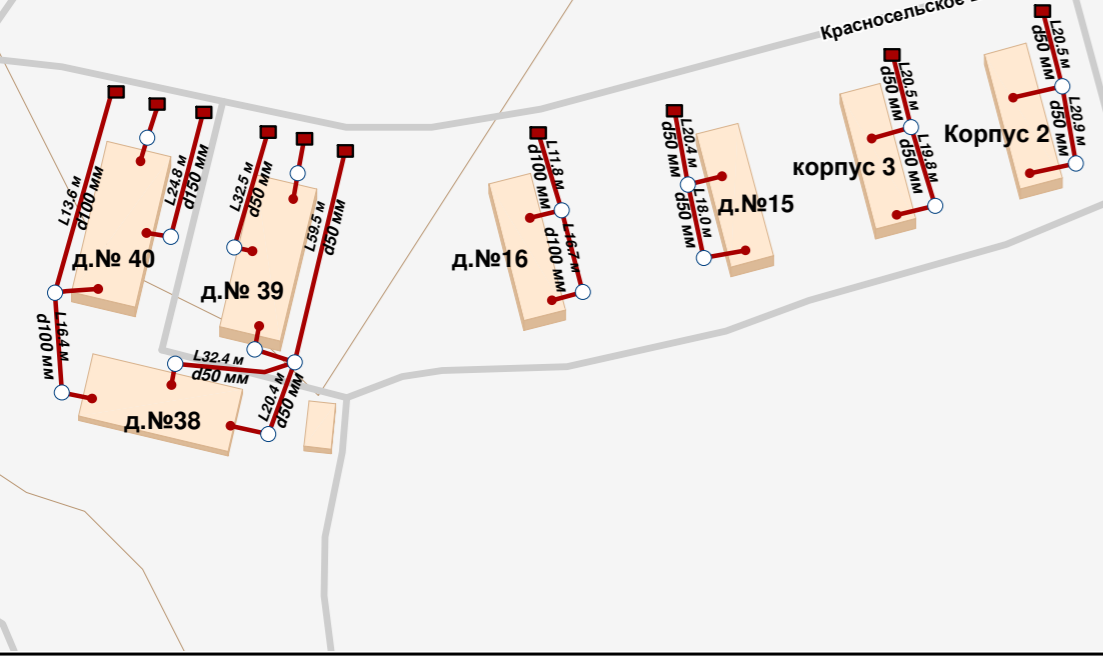 Красносельское
L20.5 м
d50 мм
L20.9 м
d50 мм
Корпус 2
L20.5 м
d50 мм
L19.8 м
d50 мм
корпус 3
L20.4 м
d50 мм
L18.0 м
d50 мм
д.№15
L11.8 м
d100 мм
L16.7 м
d100 мм
д.№16
L32.5 м
d50 мм
L59.5 м
d50 мм
д.№ 39
L13.6 м
d100 мм
L24.8 м
d150 мм
д.№ 40
L16.4 м
d100 мм
L32.4 м
d50 мм
L20.4 м
d50 мм
д.№38